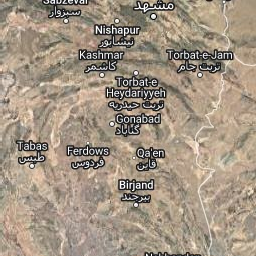 Sabzevar
سبزوار
مشهد
Nishapur
نیشابور
Kashmar
کاشمر
Torbat-e-Jam
تربت جام
Torbat-e
Heydariyyeh
تربت حیدریه
Gonabad
گناباد
Tabas
طبس
Ferdows
فردوس
Qa'en
قاین
Birjand
بیرجند